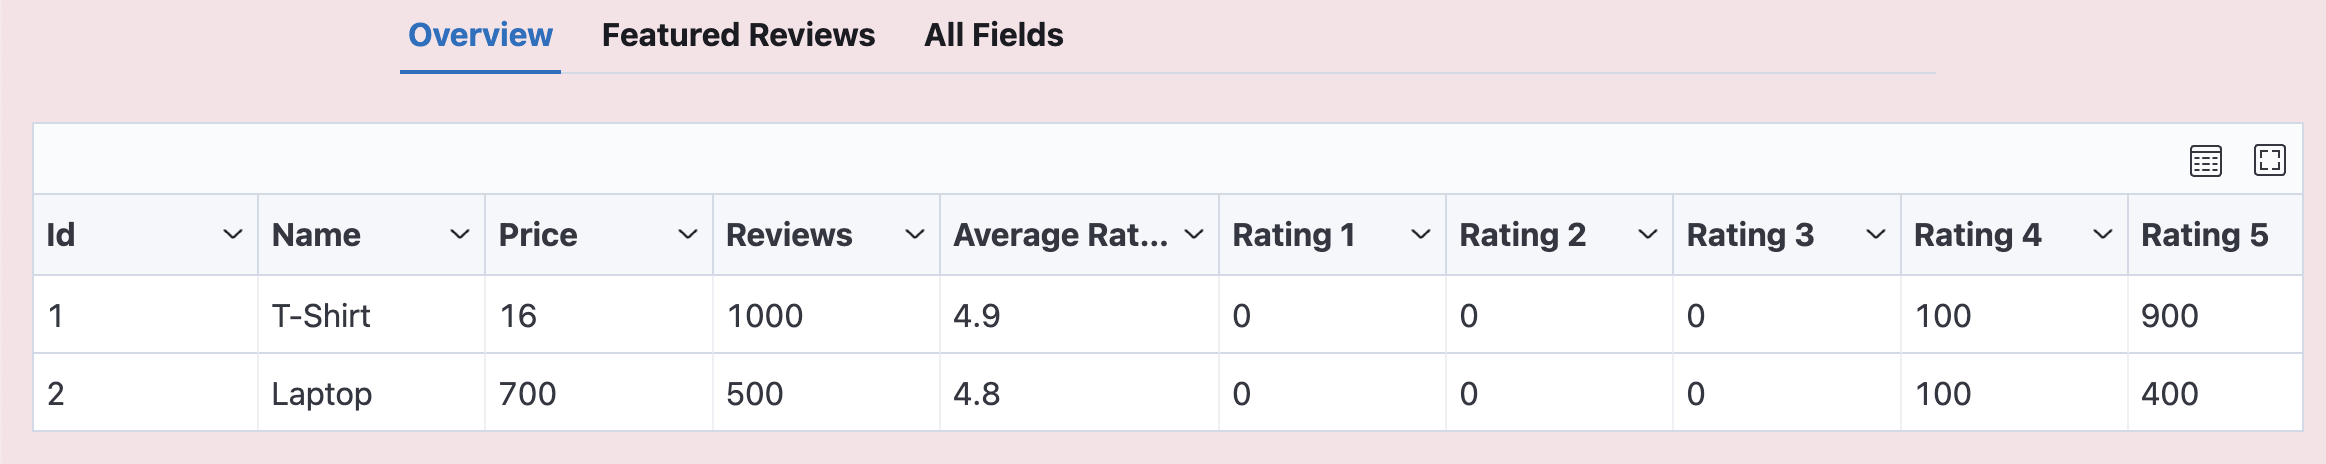 Overview Featured Reviews All Fields
Id Name Price Reviews Average Rat... Rating 1 Rating 2 Rating 3 Rating 4 Rating 5
1 T-Shirt 16 1000 4.9 0 0 0 100 900
2 Laptop 700 500 4.8 0 0 0 100 400